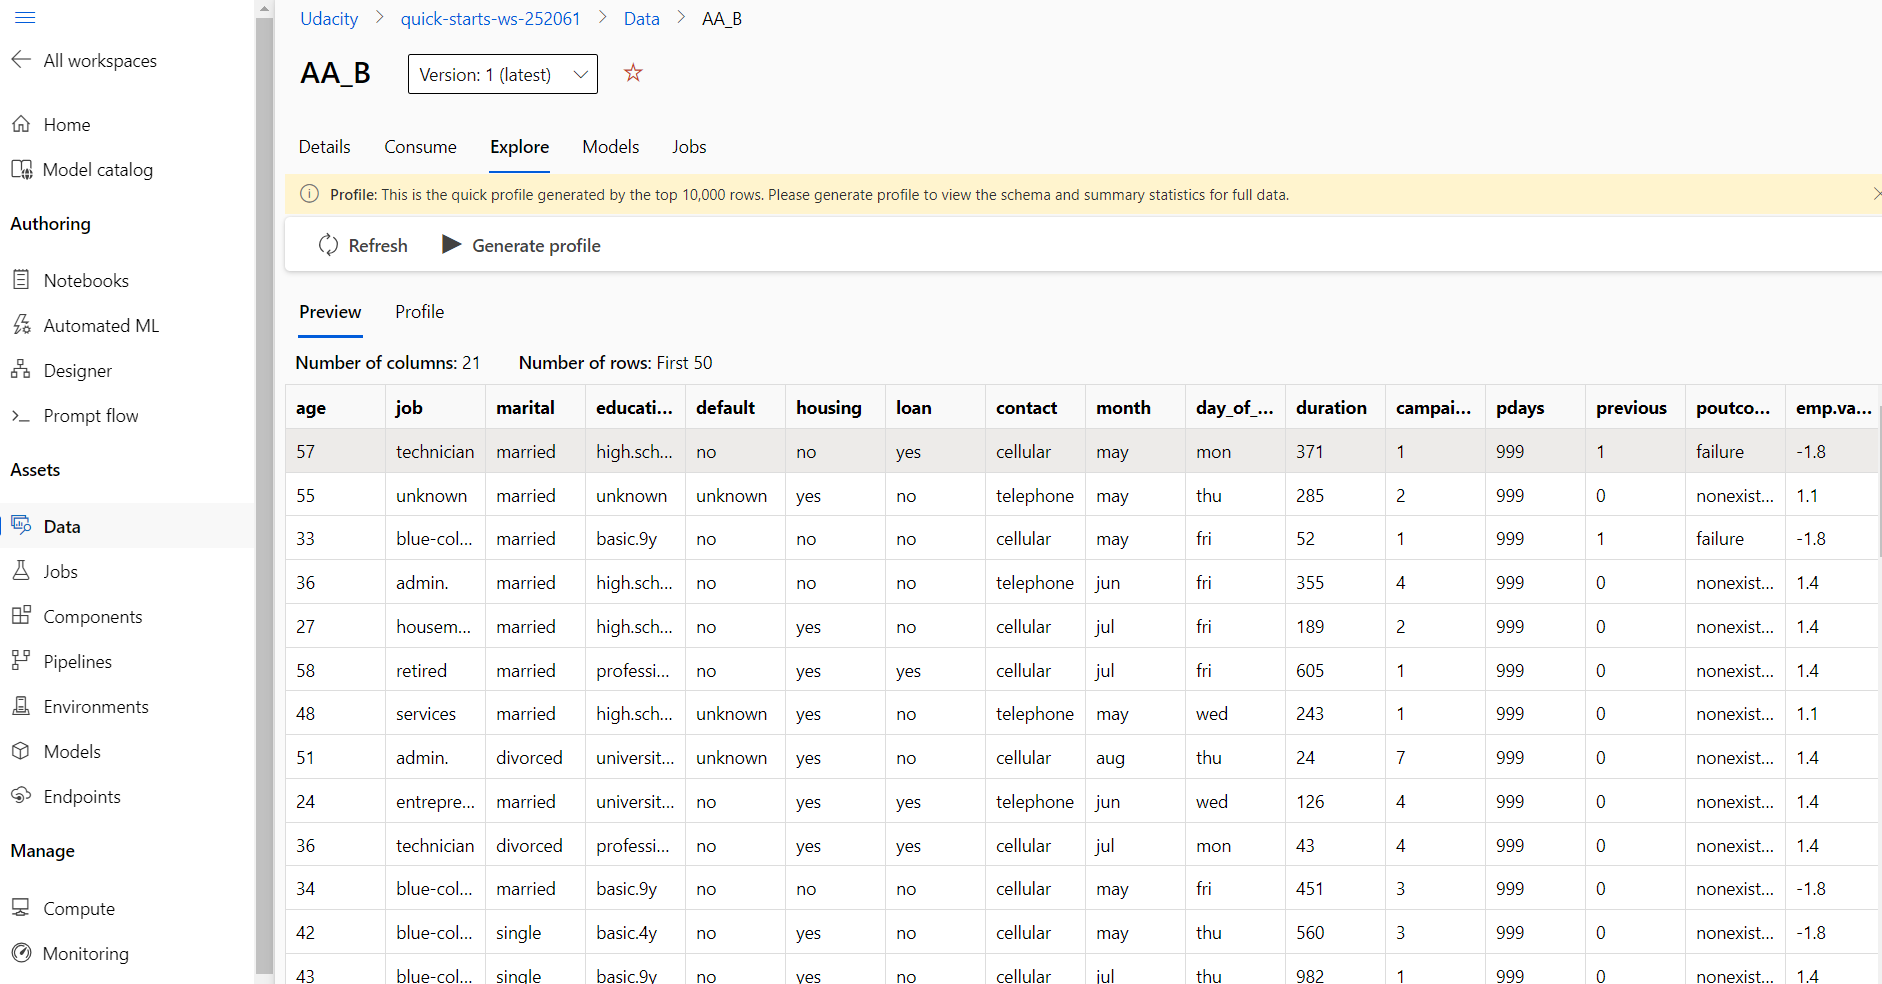 Udacity > quick-starts-ws-252061 > Data > AA_B
All workspaces
Home
Model catalog
Authoring
Notebooks
Automated ML
Designer
Prompt flow
Assets
Data
Jobs
Components
Pipelines
Environments
Models
Endpoints
Manage
Compute
Monitoring
AA_B Version: 1 (latest)
Details Consume Explore Models Jobs
Profile: This is the quick profile generated by the top 10,000 rows. Please generate profile to view the schema and summary statistics for full data.
Refresh Generate profile
Preview Profile
Number of columns: 21 Number of rows: First 50
age job marital educati... default housing loan contact month day_of_... duration campai... pdays previous poutco... emp.va...
57 technician married high.sch... no no yes cellular may mon 371 1 999 1 failure -1.8
55 unknown married unknown unknown yes no telephone may thu 285 2 999 0 nonexist... 1.1
33 blue-col... married basic.9y no no no cellular may fri 52 1 999 1 failure -1.8
36 admin. married high.sch... no no no telephone jun fri 355 4 999 0 nonexist... 1.4
27 housem... married high.sch... no yes no cellular jul fri 189 2 999 0 nonexist... 1.4
58 retired married professi... no yes yes cellular jul fri 605 1 999 0 nonexist... 1.4
48 services married high.sch... unknown yes no telephone may wed 243 1 999 0 nonexist... 1.1
51 admin. divorced universit... unknown yes no cellular aug thu 24 7 999 0 nonexist... 1.4
24 entrepre... married universit... no yes yes telephone jun wed 126 4 999 0 nonexist... 1.4
36 technician divorced professi... no yes yes cellular jul mon 43 4 999 0 nonexist... 1.4
34 blue-col... married basic.9y no no no cellular may fri 451 3 999 0 nonexist... -1.8
42 blue-col... single basic.4y no yes no cellular may thu 560 3 999 0 nonexist... -1.8
43 blue-col... single basic.9y no yes no cellular jul thu 982 1 999 0 nonexist... 1.4